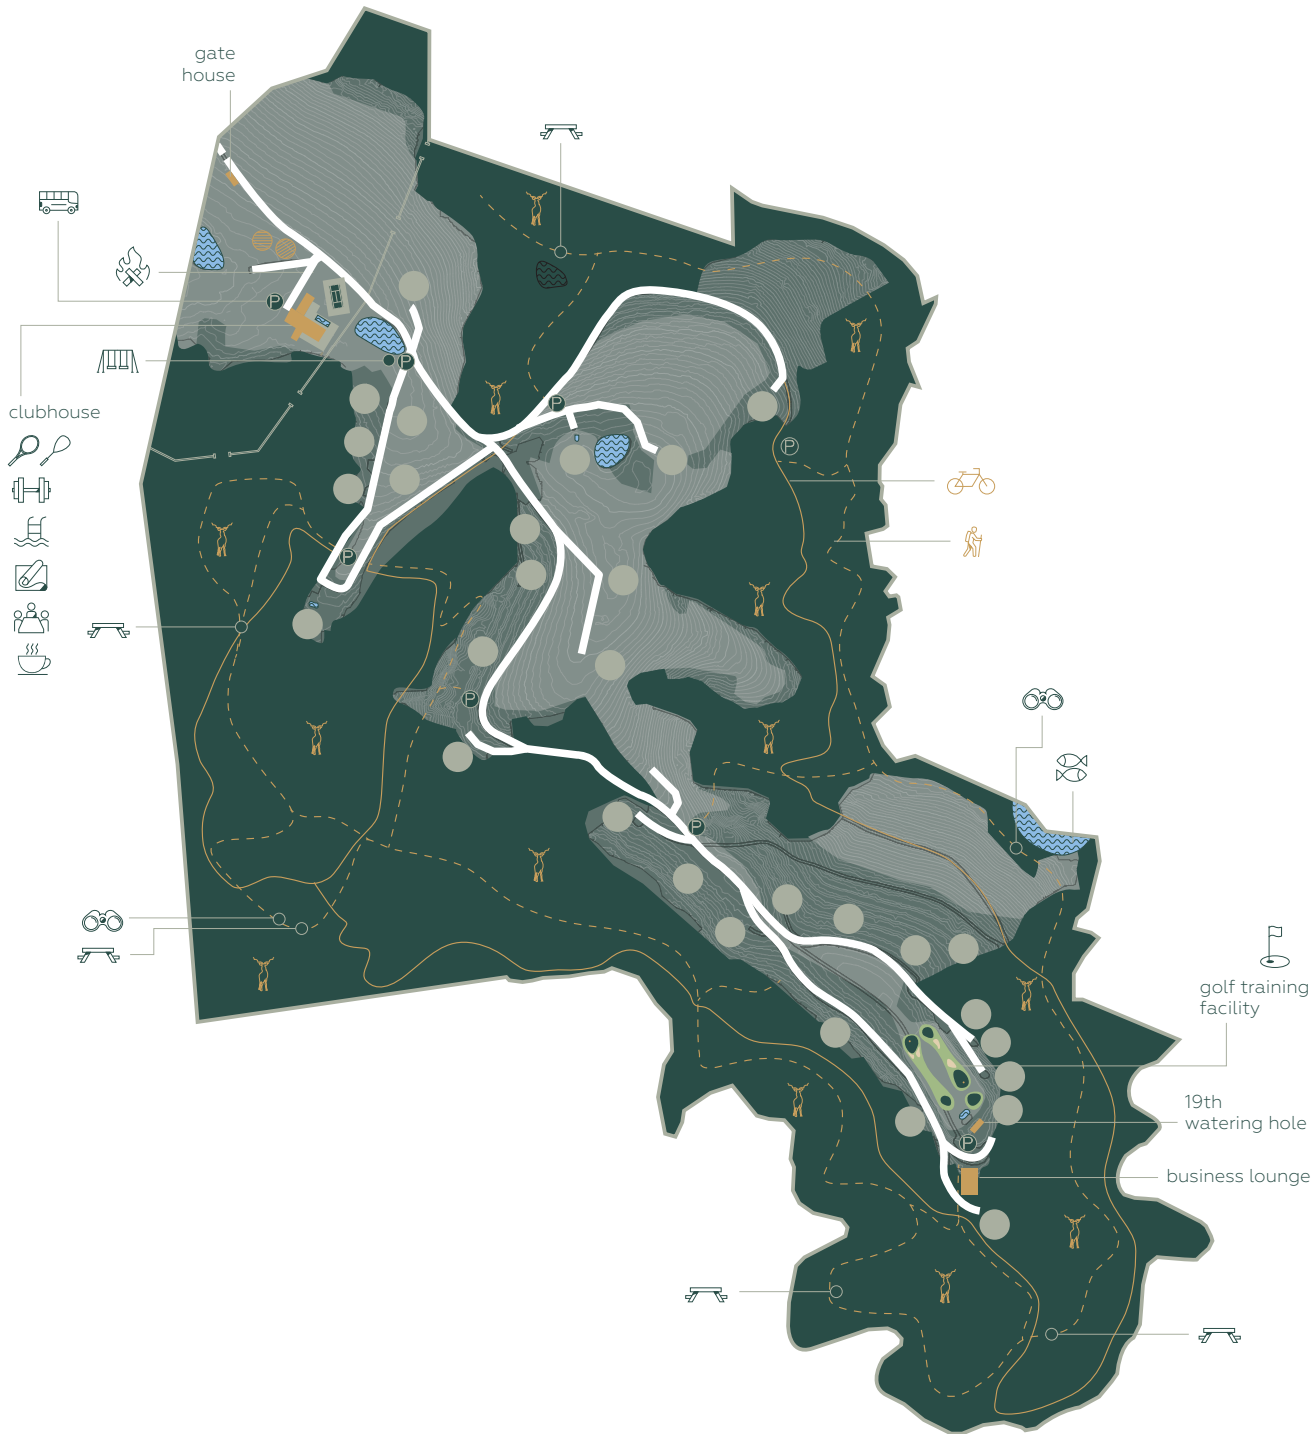 gate
house
clubhouse
P
P
P
P
P
P
P
P
golf training
facility
19th
watering hole
business lounge